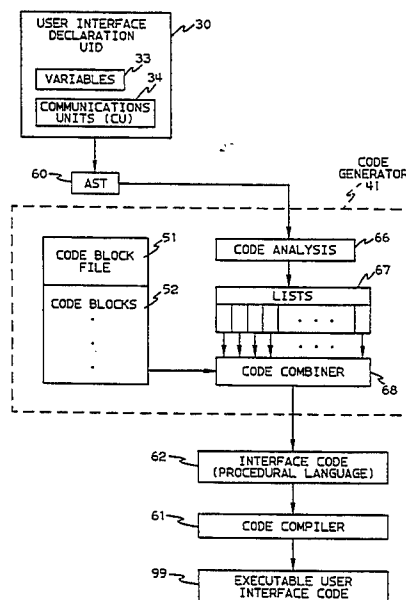 USER INTERFACE
DECLARATION
UID
30
33
VARIABLES
34
COMMUNICATIONS
UNITS (CU)
60
AST
CODE
GENERATOR
41
51
CODE BLOCK
FILE
CODE BLOCKS
52
.
.
.
CODE ANALYSIS
66
67
LISTS
. . .
. . .
CODE COMBINER
68
62
INTERFACE CODE
(PROCEDURAL LANGUAGE)
61
CODE COMPILER
99
EXECUTABLE USER
INTERFACE CODE